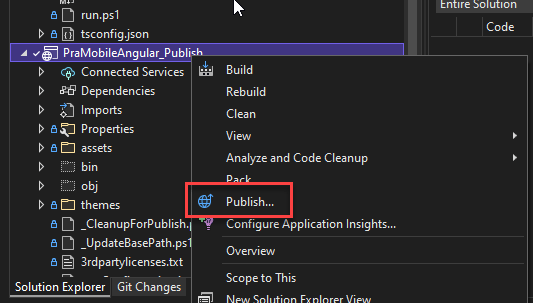 run.ps1
tsconfig.json
PraMobileAngular_Publish
Connected Services
Dependencies
Imports
Properties
assets
bin
obj
themes
_CleanupForPublish.p
_UpdateBasePath.ps1
3rdpartylicenses.txt
Solution Explorer
Git Changes
Build
Rebuild
Clean
View
Analyze and Code Cleanup
Pack
Publish...
Configure Application Insights...
Overview
Scope to This
New Solution Explorer View
Entire Solution
Code